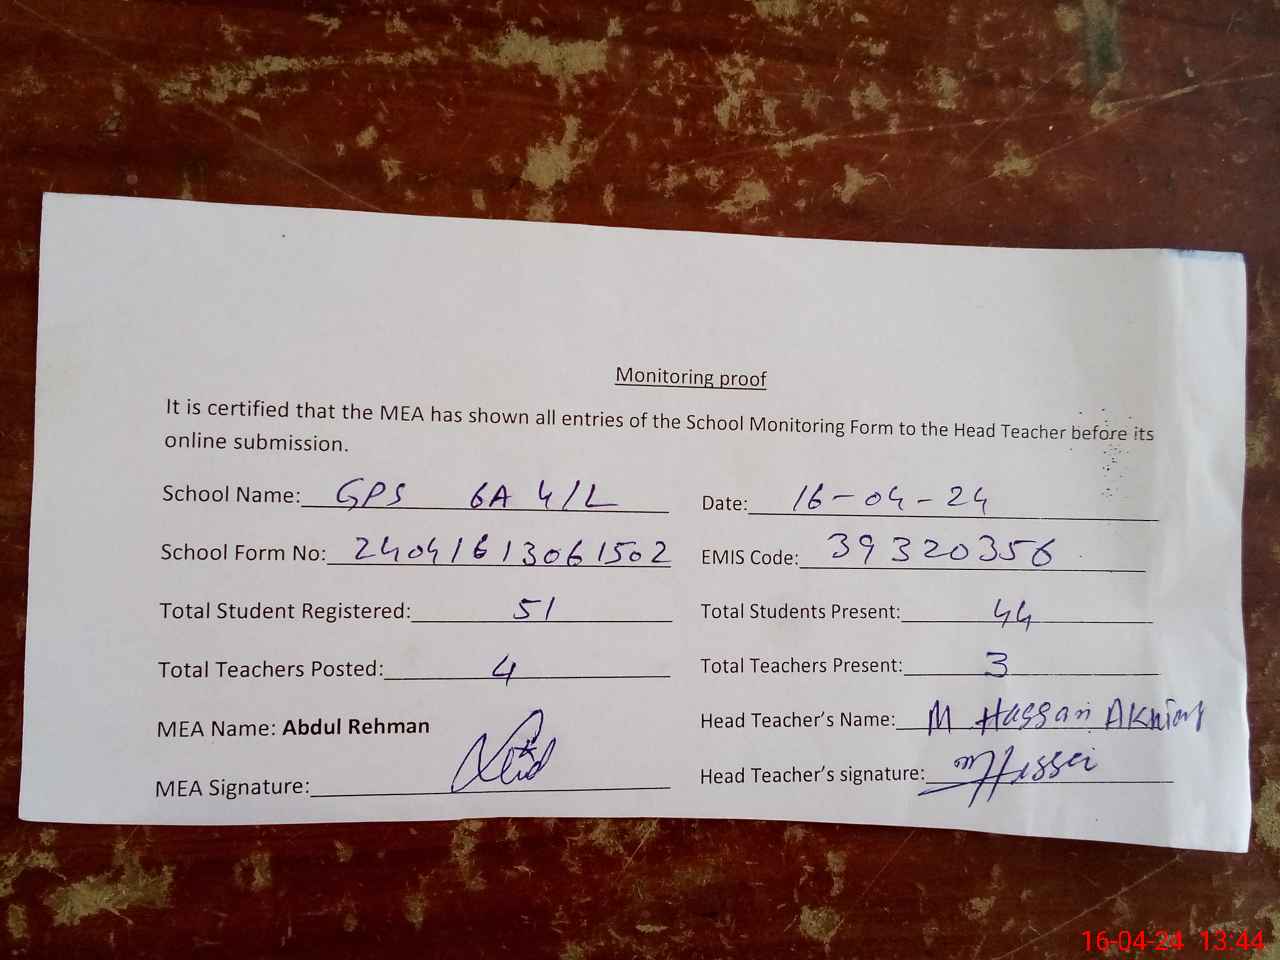 Monitoring proof
It is certified that the MEA has shown all entries of the School Monitoring Form to the Head Teacher before its
online submission.
School Name: GPS 6A 4/L Date: 16-04-24
School Form No: 24041613061502 EMIS Code: 39320356
Total Student Registered: 51 Total Students Present: 44
Total Teachers Posted: 4 Total Teachers Present: 3
MEA Name: Abdul Rehman Head Teacher's Name: M Hassan
MEA Signature: Head Teacher's signature:
16-04-24 13:44